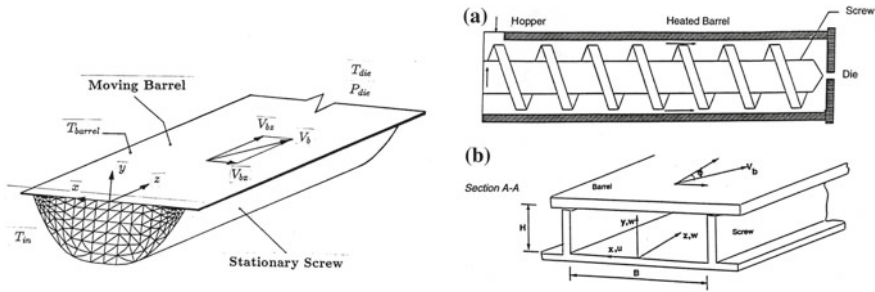 T_die
P_die
Moving Barrel
T_barrel
V_bz
V_b
V_bx
y
x
z
T_in
Stationary Screw
(a)
Hopper
Heated Barrel
Screw
Die
(b)
Section A-A
Barrel
φ
V_b
H
y,w
z,w
x,u
Screw
B